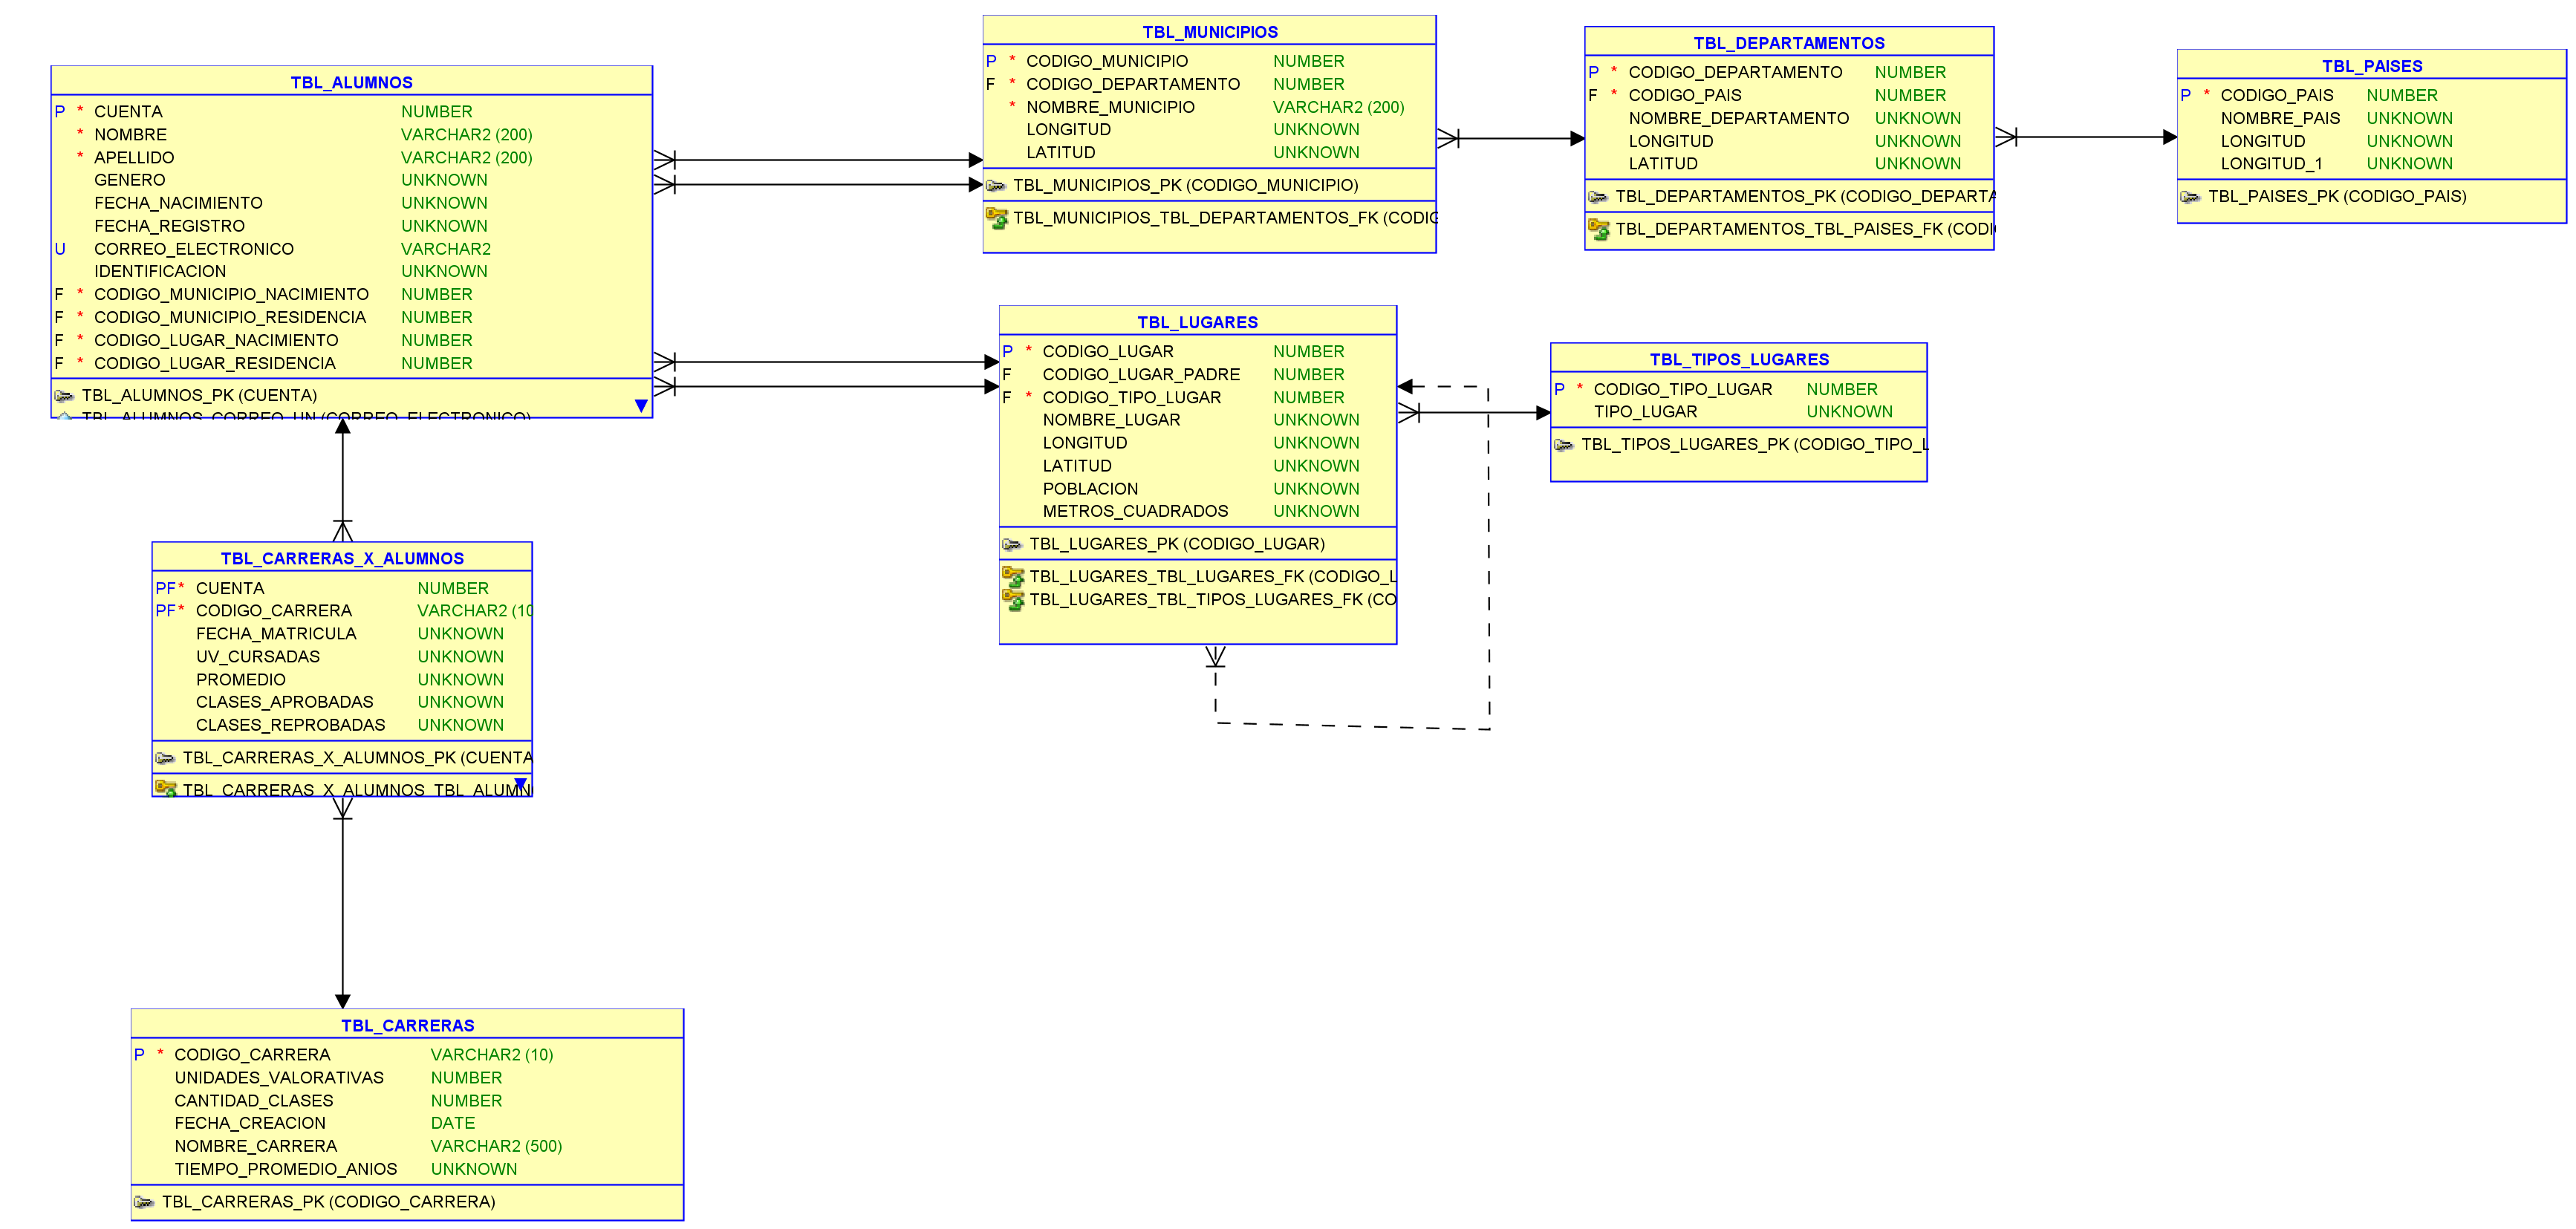 TBL_ALUMNOS
P * CUENTA NUMBER
* NOMBRE VARCHAR2 (200)
* APELLIDO VARCHAR2 (200)
GENERO UNKNOWN
FECHA_NACIMIENTO UNKNOWN
FECHA_REGISTRO UNKNOWN
U CORREO_ELECTRONICO VARCHAR2
IDENTIFICACION UNKNOWN
F * CODIGO_MUNICIPIO_NACIMIENTO NUMBER
F * CODIGO_MUNICIPIO_RESIDENCIA NUMBER
F * CODIGO_LUGAR_NACIMIENTO NUMBER
F * CODIGO_LUGAR_RESIDENCIA NUMBER
TBL_ALUMNOS_PK (CUENTA)
TBL_ALUMNOS_CORREO_UN (CORREO_ELECTRONICO)
TBL_MUNICIPIOS
P * CODIGO_MUNICIPIO NUMBER
F * CODIGO_DEPARTAMENTO NUMBER
* NOMBRE_MUNICIPIO VARCHAR2 (200)
LONGITUD UNKNOWN
LATITUD UNKNOWN
TBL_MUNICIPIOS_PK (CODIGO_MUNICIPIO)
TBL_MUNICIPIOS_TBL_DEPARTAMENTOS_FK (CODIG
TBL_DEPARTAMENTOS
P * CODIGO_DEPARTAMENTO NUMBER
F * CODIGO_PAIS NUMBER
NOMBRE_DEPARTAMENTO UNKNOWN
LONGITUD UNKNOWN
LATITUD UNKNOWN
TBL_DEPARTAMENTOS_PK (CODIGO_DEPARTA
TBL_DEPARTAMENTOS_TBL_PAISES_FK (CODI
TBL_PAISES
P * CODIGO_PAIS NUMBER
NOMBRE_PAIS UNKNOWN
LONGITUD UNKNOWN
LONGITUD_1 UNKNOWN
TBL_PAISES_PK (CODIGO_PAIS)
TBL_LUGARES
P * CODIGO_LUGAR NUMBER
F CODIGO_LUGAR_PADRE NUMBER
F * CODIGO_TIPO_LUGAR NUMBER
NOMBRE_LUGAR UNKNOWN
LONGITUD UNKNOWN
LATITUD UNKNOWN
POBLACION UNKNOWN
METROS_CUADRADOS UNKNOWN
TBL_LUGARES_PK (CODIGO_LUGAR)
TBL_LUGARES_TBL_LUGARES_FK (CODIGO_L
TBL_LUGARES_TBL_TIPOS_LUGARES_FK (CO
TBL_TIPOS_LUGARES
P * CODIGO_TIPO_LUGAR NUMBER
TIPO_LUGAR UNKNOWN
TBL_TIPOS_LUGARES_PK (CODIGO_TIPO_L
TBL_CARRERAS_X_ALUMNOS
PF * CUENTA NUMBER
PF * CODIGO_CARRERA VARCHAR2 (10
FECHA_MATRICULA UNKNOWN
UV_CURSADAS UNKNOWN
PROMEDIO UNKNOWN
CLASES_APROBADAS UNKNOWN
CLASES_REPROBADAS UNKNOWN
TBL_CARRERAS_X_ALUMNOS_PK (CUENTA
TBL_CARRERAS_X_ALUMNOS_TBL_ALUMN
TBL_CARRERAS
P * CODIGO_CARRERA VARCHAR2 (10)
UNIDADES_VALORATIVAS NUMBER
CANTIDAD_CLASES NUMBER
FECHA_CREACION DATE
NOMBRE_CARRERA VARCHAR2 (500)
TIEMPO_PROMEDIO_ANIOS UNKNOWN
TBL_CARRERAS_PK (CODIGO_CARRERA)